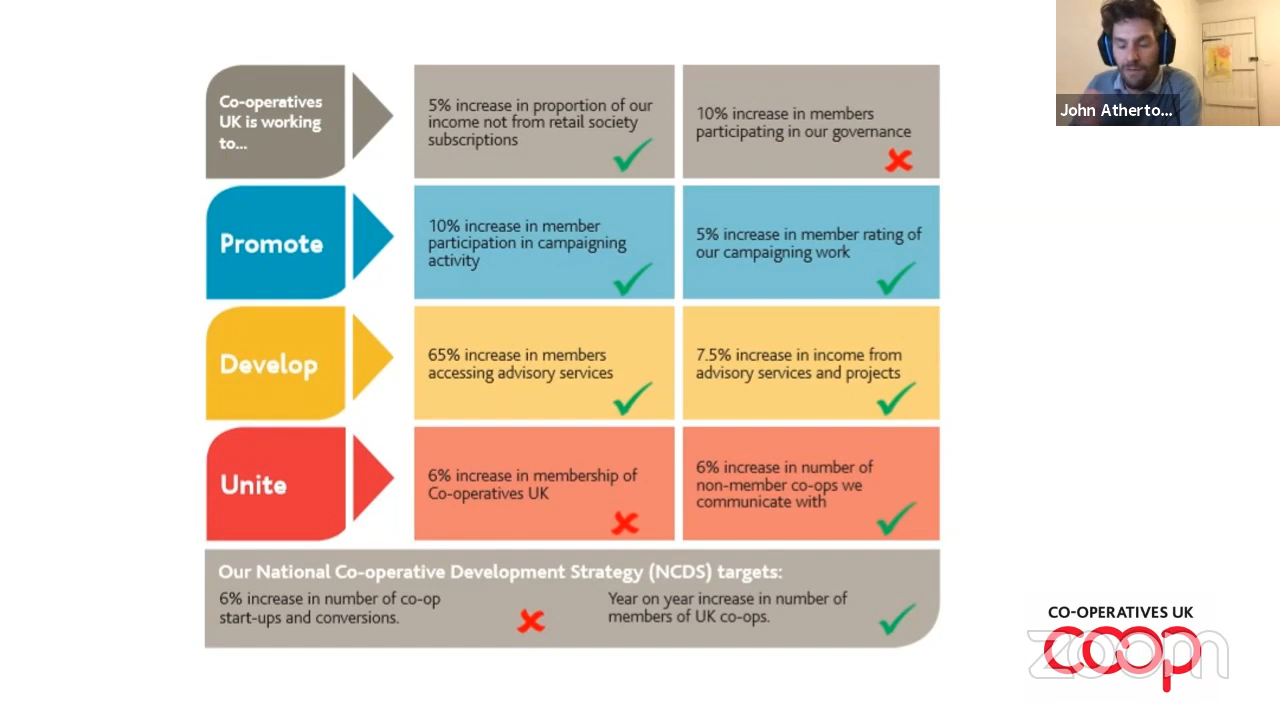 John Atherto...
Co-operatives
UK is working
to...
5% increase in proportion of our
income not from retail society
subscriptions
10% increase in members
participating in our governance
Promote
10% increase in member
participation in campaigning
activity
5% increase in member rating of
our campaigning work
Develop
65% increase in members
accessing advisory services
7.5% increase in income from
advisory services and projects
Unite
6% increase in membership of
Co-operatives UK
6% increase in number of
non-member co-ops we
communicate with
Our National Co-operative Development Strategy (NCDS) targets:
6% increase in number of co-op
start-ups and conversions.
Year on year increase in number of
members of UK co-ops.
CO-OPERATIVES UK
coop
zoom